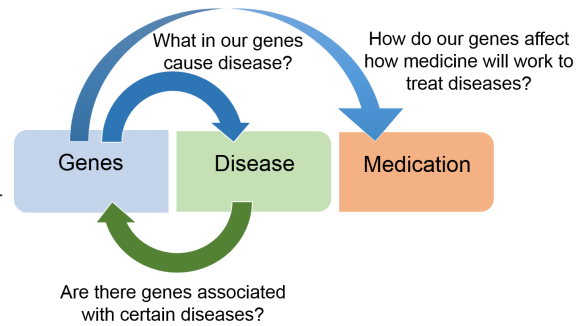 What in our genes
cause disease?
How do our genes affect
how medicine will work to
treat diseases?
Genes
Disease
Medication
Are there genes associated
with certain diseases?